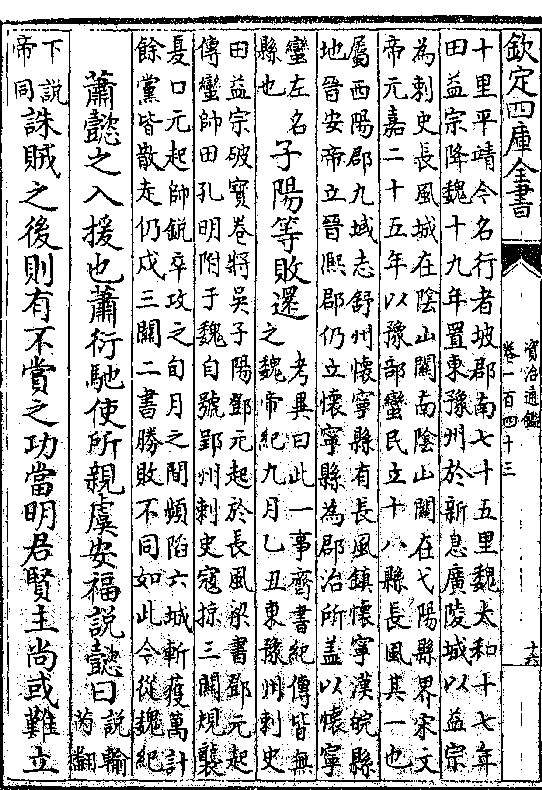 欽定四庫全書
資治通鑑
卷一百四十三
十六
十里平靖今名行者坡郡南七十五里魏太和十七年
田益宗降魏十九年置東豫州於新息廣陵城以益宗
為刺史長風城在陰山關南陰山關在弋陽縣界宋文
帝元嘉二十五年以豫部蠻民立十八縣長風其一也
屬西陽郡九域志舒州懷寧縣有長風鎮懷寧漢皖縣
地晉安帝立晉熙郡仍立懷寧縣為郡治所蓋以懷寧
蠻左名
縣也
子陽等敗還
考異曰此一事齊書紀傳皆無
之魏帝紀九月乙丑東豫州刺史
田益宗破寶卷將吳子陽鄧元起於長風梁書鄧元起
傳蠻帥田孔明附于魏自號郢州刺史寇掠三關規襲
夏口元起帥銳卒攻之旬月之間頻陷六城斬獲萬計
餘黨皆散走仍戍三關二書勝敗不同如此今從魏紀
蕭懿之入援也蕭衍馳使所親虞安福說懿曰
說輸
芮翻
下說
帝同
誅賊之後則有不賞之功當明君賢主尚或難立